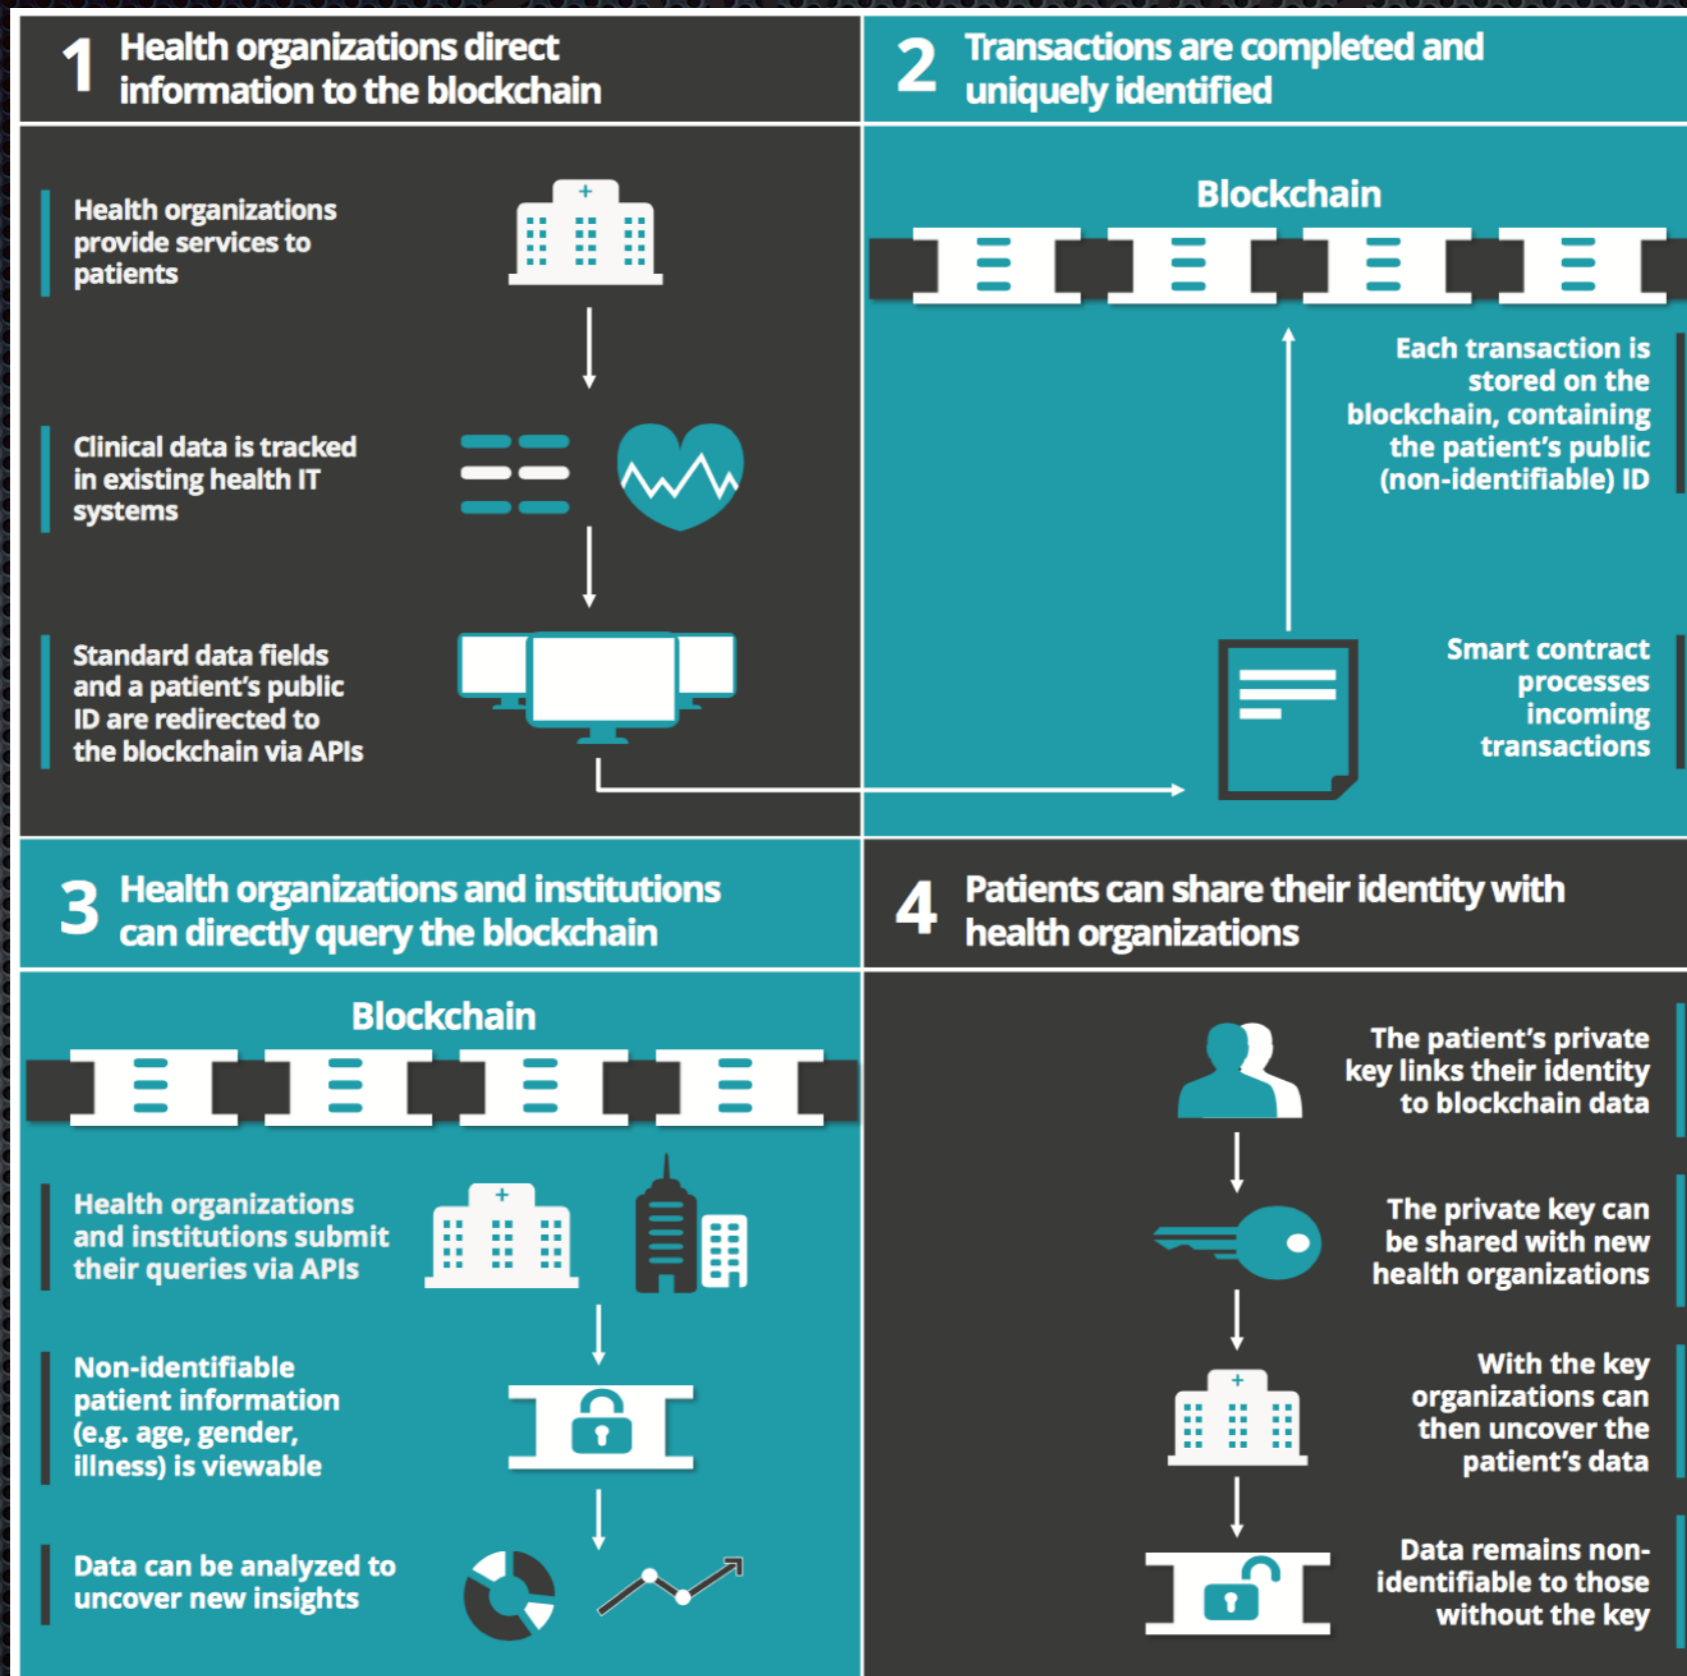 1
Health organizations direct
information to the blockchain
Health organizations
provide services to
patients
Clinical data is tracked
in existing health IT
systems
Standard data fields
and a patient's public
ID are redirected to
the blockchain via APIs
2
Transactions are completed and
uniquely identified
Blockchain
Each transaction is
stored on the
blockchain, containing
the patient's public
(non-identifiable) ID
Smart contract
processes
incoming
transactions
3
Health organizations and institutions
can directly query the blockchain
Blockchain
Health organizations
and institutions submit
their queries via APIs
Non-identifiable
patient information
(e.g. age, gender,
illness) is viewable
Data can be analyzed to
uncover new insights
4
Patients can share their identity with
health organizations
The patient's private
key links their identity
to blockchain data
The private key can
be shared with new
health organizations
With the key
organizations can
then uncover the
patient's data
Data remains non-
identifiable to those
without the key